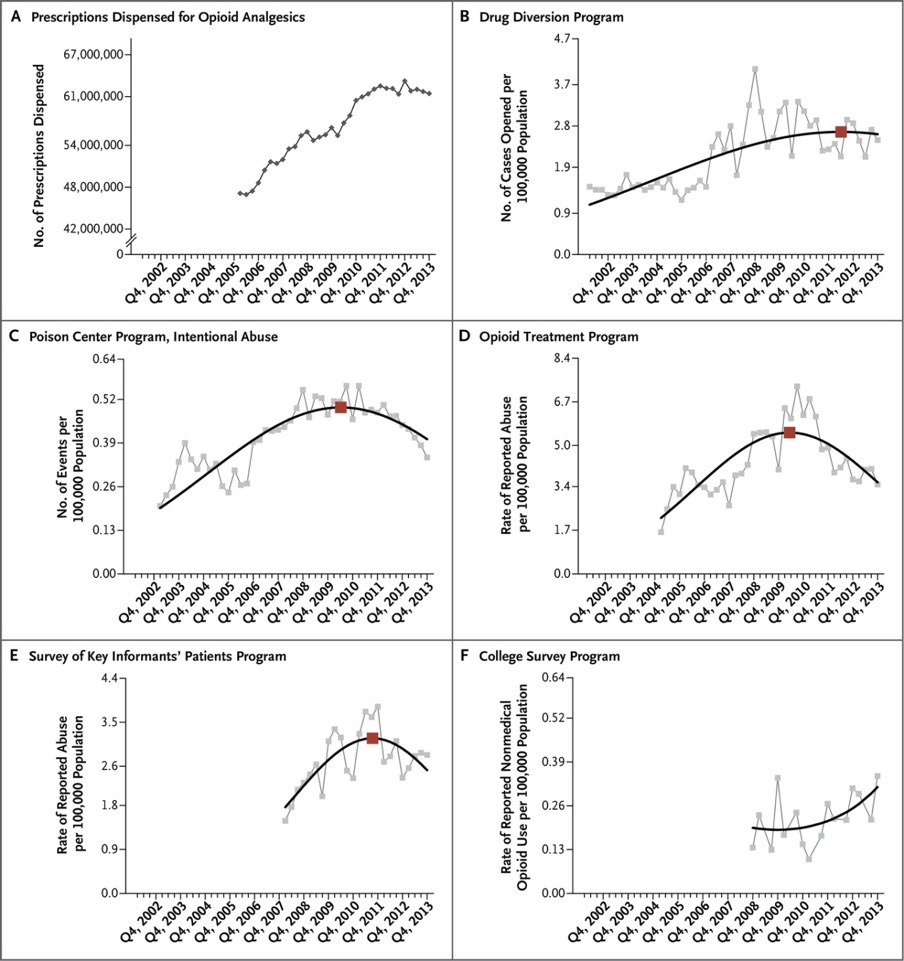 A Prescriptions Dispensed for Opioid Analgesics
No. of Prescriptions Dispensed
67,000,000
61,000,000
54,000,000
48,000,000
42,000,000
0
Q4, 2002
Q4, 2003
Q4, 2004
Q4, 2005
Q4, 2006
Q4, 2007
Q4, 2008
Q4, 2009
Q4, 2010
Q4, 2011
Q4, 2012
Q4, 2013
B Drug Diversion Program
No. of Cases Opened per
100,000 Population
4.7
3.7
2.8
1.9
0.9
0.0
Q4, 2002
Q4, 2003
Q4, 2004
Q4, 2005
Q4, 2006
Q4, 2007
Q4, 2008
Q4, 2009
Q4, 2010
Q4, 2011
Q4, 2012
Q4, 2013
C Poison Center Program, Intentional Abuse
No. of Events per
100,000 Population
0.64
0.52
0.39
0.26
0.13
0.00
Q4, 2002
Q4, 2003
Q4, 2004
Q4, 2005
Q4, 2006
Q4, 2007
Q4, 2008
Q4, 2009
Q4, 2010
Q4, 2011
Q4, 2012
Q4, 2013
D Opioid Treatment Program
Rate of Reported Abuse
per 100,000 Population
8.4
6.7
5.0
3.4
1.7
0.0
Q4, 2002
Q4, 2003
Q4, 2004
Q4, 2005
Q4, 2006
Q4, 2007
Q4, 2008
Q4, 2009
Q4, 2010
Q4, 2011
Q4, 2012
Q4, 2013
E Survey of Key Informants’ Patients Program
Rate of Reported Abuse
per 100,000 Population
4.4
3.5
2.6
1.8
0.9
0.0
Q4, 2002
Q4, 2003
Q4, 2004
Q4, 2005
Q4, 2006
Q4, 2007
Q4, 2008
Q4, 2009
Q4, 2010
Q4, 2011
Q4, 2012
Q4, 2013
F College Survey Program
Rate of Reported Nonmedical
Opioid Use per 100,000 Population
0.64
0.52
0.39
0.26
0.13
0.00
Q4, 2002
Q4, 2003
Q4, 2004
Q4, 2005
Q4, 2006
Q4, 2007
Q4, 2008
Q4, 2009
Q4, 2010
Q4, 2011
Q4, 2012
Q4, 2013